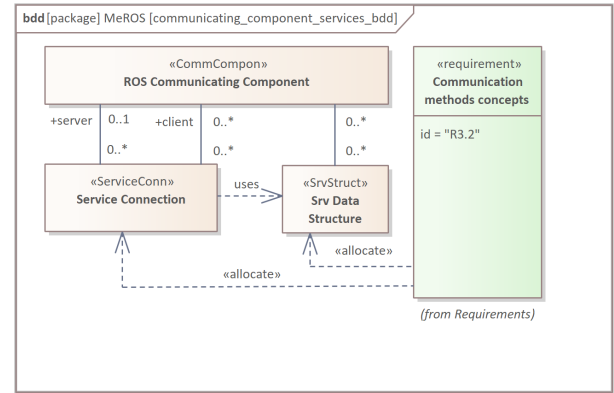 bdd [package] MeROS [communicating_component_services_bdd]
«CommCompon»
ROS Communicating Component
«requirement»
Communication
methods concepts
id = "R3.2"
+server
0..1
+client
0..*
0..*
0..*
0..*
0..*
«ServiceConn»
Service Connection
uses
«SrvStruct»
Srv Data
Structure
«allocate»
«allocate»
(from Requirements)